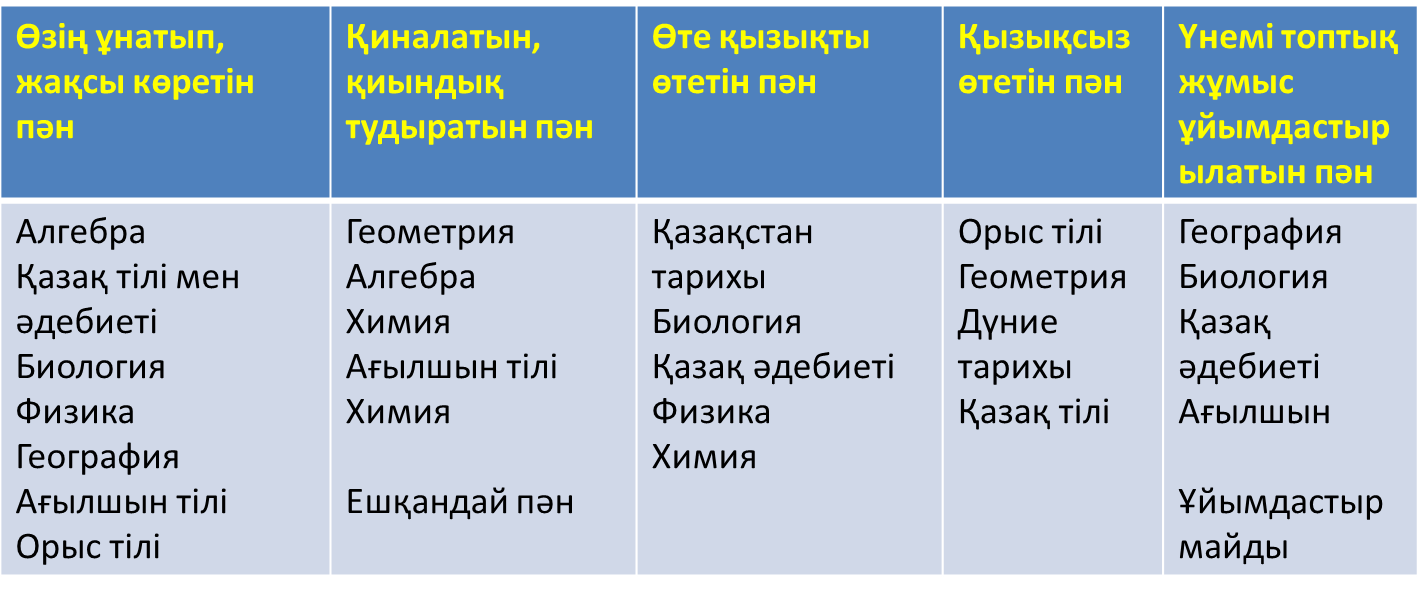 Өзің ұнатып,
жақсы көретін
пән
Қиналатын,
қиындық
тудыратын пән
Өте қызықты
өтетін пән
Қызықсыз
өтетін пән
Үнемі топтық
жұмыс
ұйымдастыр
ылатын пән
Алгебра
Қазақ тілі мен
әдебиеті
Биология
Физика
География
Ағылшын тілі
Орыс тілі
Геометрия
Алгебра
Химия
Ағылшын тілі
Химия
Ешқандай пән
Қазақстан
тарихы
Биология
Қазақ әдебиеті
Физика
Химия
Орыс тілі
Геометрия
Дүние
тарихы
Қазақ тілі
География
Биология
Қазақ
әдебиеті
Ағылшын
Ұйымдастыр
майды